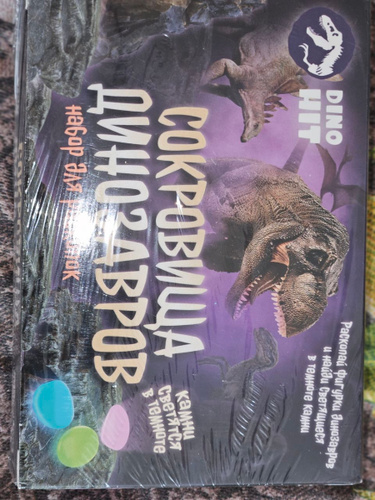 DINO
HIT
СОКРОВИЩА
ДИНОЗАВРОВ
набор для
Камни
светятся
в темноте
Раскопай фигурки динозавров
и найди светящиеся
в темноте камни